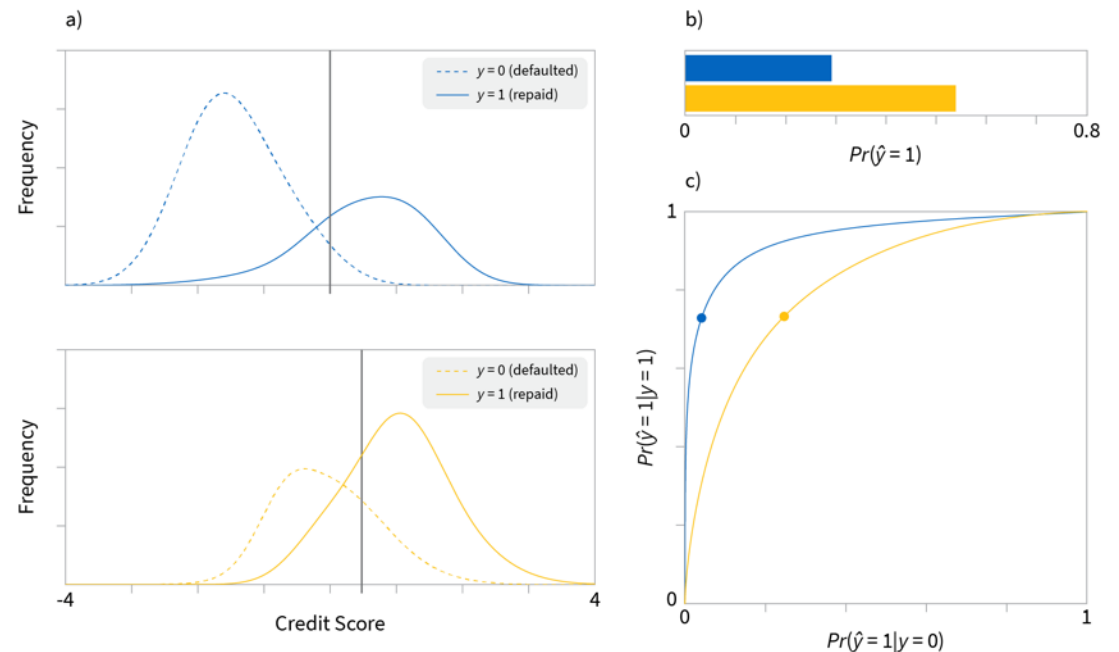 a)
Frequency
y = 0 (defaulted)
y = 1 (repaid)
Frequency
y = 0 (defaulted)
y = 1 (repaid)
-4
4
Credit Score
b)
0
0.8
Pr(ŷ = 1)
c)
1
Pr(ŷ = 1|y = 1)
0
0
1
Pr(ŷ = 1|y = 0)